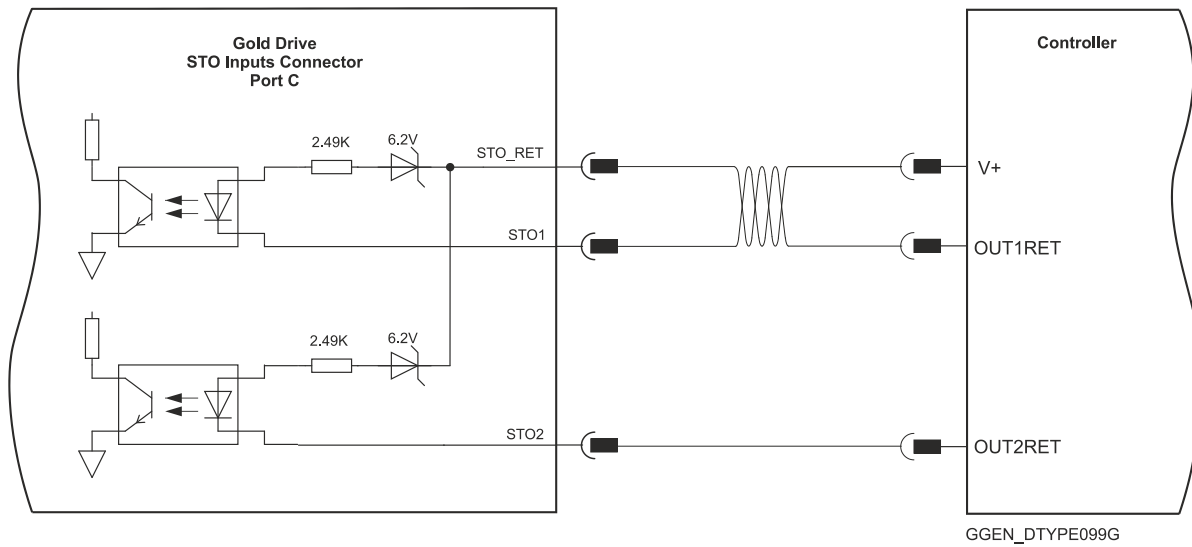 Gold Drive
STO Inputs Connector
Port C
Controller
2.49K
6.2V
STO_RET
V+
STO1
OUT1RET
2.49K
6.2V
STO2
OUT2RET
GGEN_DTYPE099G